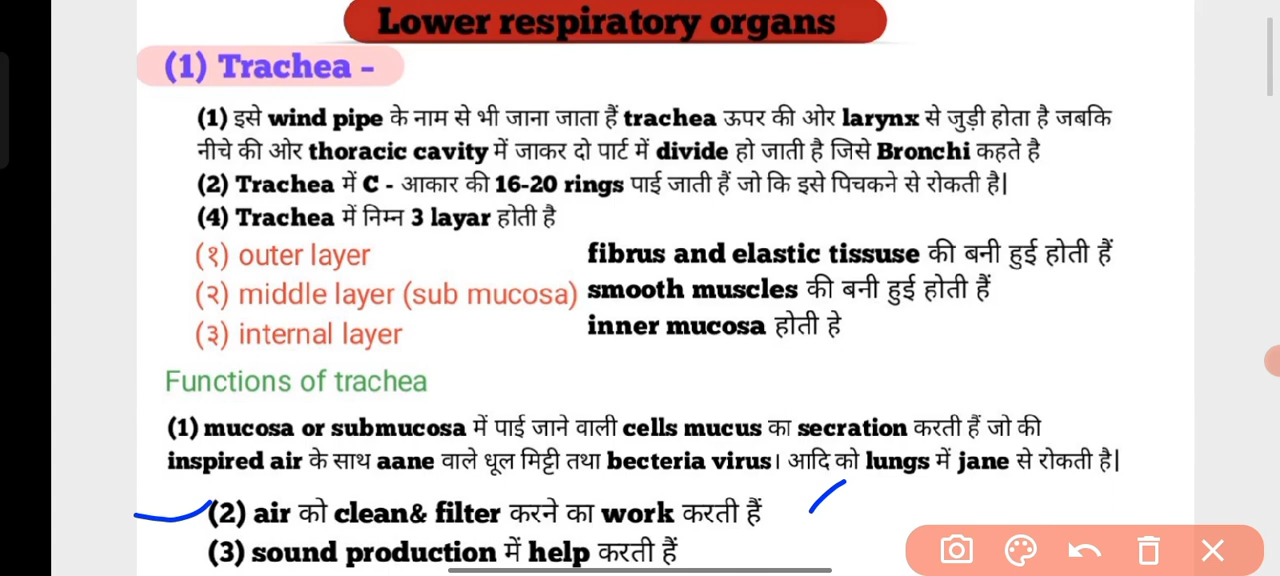 Lower respiratory organs
(1) Trachea -
(1) इसे wind pipe के नाम से भी जाना जाता हैं trachea ऊपर की ओर larynx से जुड़ी होता है जबकि
नीचे की ओर thoracic cavity में जाकर दो पार्ट में divide हो जाती है जिसे Bronchi कहते है
(2) Trachea में C - आकार की 16-20 rings पाई जाती हैं जो कि इसे पिचकने से रोकती है|
(4) Trachea में निम्न 3 layar होती है
(१) outer layer fibrus and elastic tissuse की बनी हुई होती हैं
(२) middle layer (sub mucosa) smooth muscles की बनी हुई होती हैं
(३) internal layer inner mucosa होती हे
Functions of trachea
(1) mucosa or submucosa में पाई जाने वाली cells mucus का secration करती हैं जो की
inspired air के साथ aane वाले धूल मिट्टी तथा becteria virus। आदि को lungs में jane से रोकती है|
(2) air को clean& filter करने का work करती हैं
(3) sound production में help करती हैं